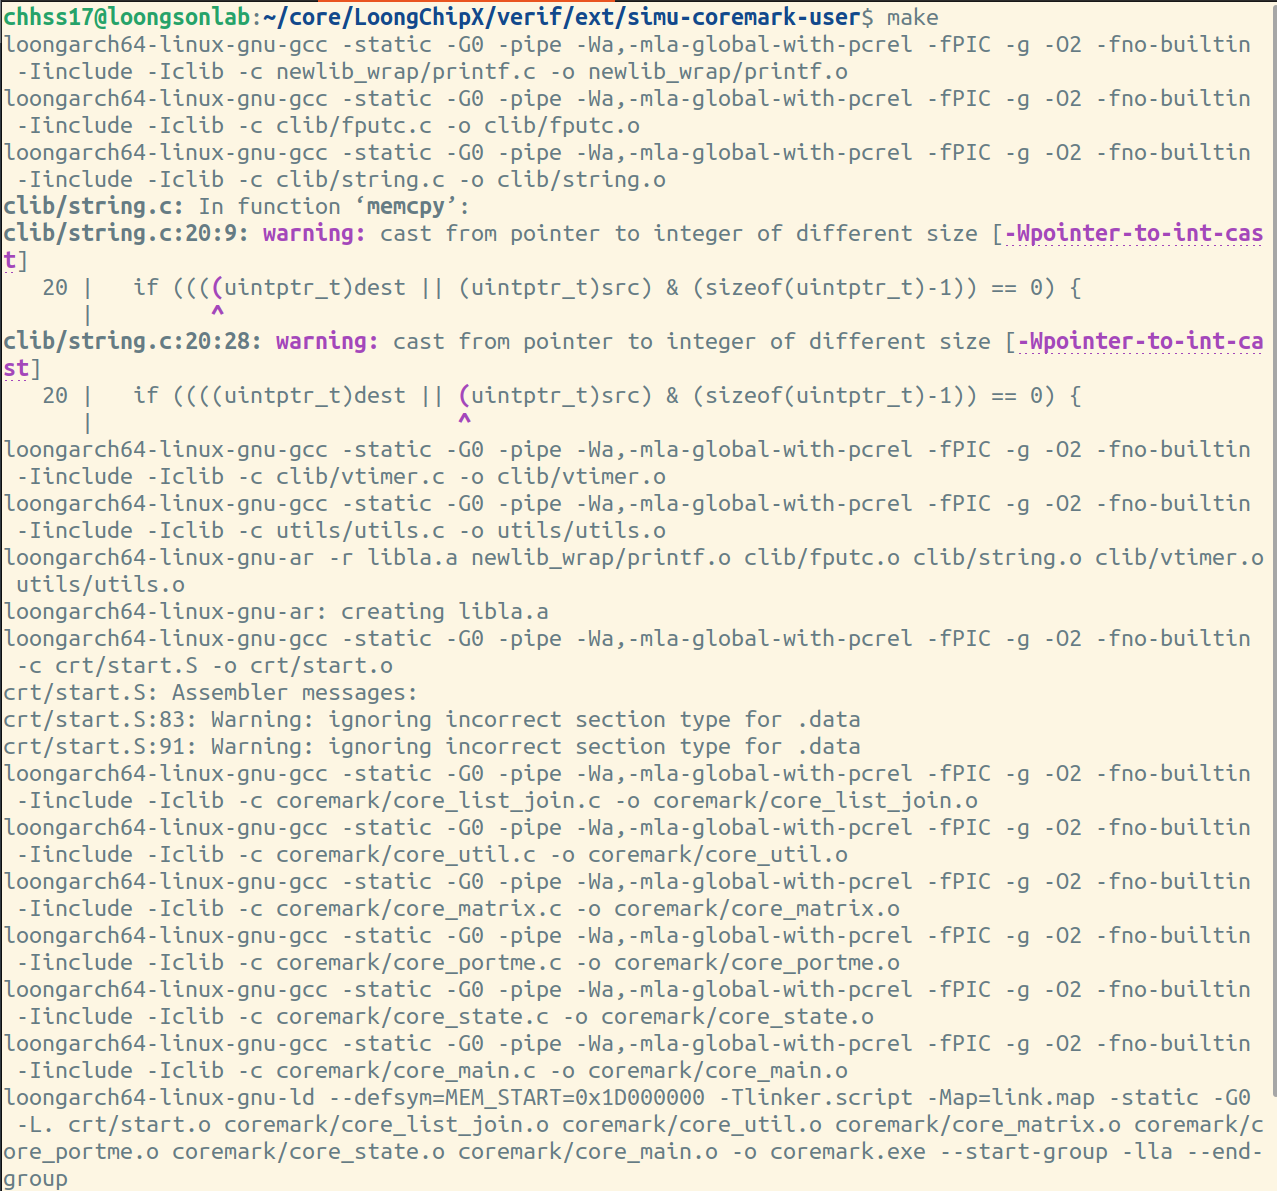 chhss17@loongsonlab:~/core/LoongChipX/verif/ext/simu-coremark-user$ make
loongarch64-linux-gnu-gcc -static -G0 -pipe -Wa,-mla-global-with-pcrel -fPIC -g -O2 -fno-builtin
 -Iinclude -Iclib -c newlib_wrap/printf.c -o newlib_wrap/printf.o
loongarch64-linux-gnu-gcc -static -G0 -pipe -Wa,-mla-global-with-pcrel -fPIC -g -O2 -fno-builtin
 -Iinclude -Iclib -c clib/fputc.c -o clib/fputc.o
loongarch64-linux-gnu-gcc -static -G0 -pipe -Wa,-mla-global-with-pcrel -fPIC -g -O2 -fno-builtin
 -Iinclude -Iclib -c clib/string.c -o clib/string.o
clib/string.c: In function ‘memcpy’:
clib/string.c:20:9: warning: cast from pointer to integer of different size [-Wpointer-to-int-cas
t]
   20 |   if ((((uintptr_t)dest || (uintptr_t)src) & (sizeof(uintptr_t)-1)) == 0) {
      |         ^
clib/string.c:20:28: warning: cast from pointer to integer of different size [-Wpointer-to-int-ca
st]
   20 |   if ((((uintptr_t)dest || (uintptr_t)src) & (sizeof(uintptr_t)-1)) == 0) {
      |                            ^
loongarch64-linux-gnu-gcc -static -G0 -pipe -Wa,-mla-global-with-pcrel -fPIC -g -O2 -fno-builtin
 -Iinclude -Iclib -c clib/vtimer.c -o clib/vtimer.o
loongarch64-linux-gnu-gcc -static -G0 -pipe -Wa,-mla-global-with-pcrel -fPIC -g -O2 -fno-builtin
 -Iinclude -Iclib -c utils/utils.c -o utils/utils.o
loongarch64-linux-gnu-ar -r libla.a newlib_wrap/printf.o clib/fputc.o clib/string.o clib/vtimer.o
 utils/utils.o
loongarch64-linux-gnu-ar: creating libla.a
loongarch64-linux-gnu-gcc -static -G0 -pipe -Wa,-mla-global-with-pcrel -fPIC -g -O2 -fno-builtin
 -c crt/start.S -o crt/start.o
crt/start.S: Assembler messages:
crt/start.S:83: Warning: ignoring incorrect section type for .data
crt/start.S:91: Warning: ignoring incorrect section type for .data
loongarch64-linux-gnu-gcc -static -G0 -pipe -Wa,-mla-global-with-pcrel -fPIC -g -O2 -fno-builtin
 -Iinclude -Iclib -c coremark/core_list_join.c -o coremark/core_list_join.o
loongarch64-linux-gnu-gcc -static -G0 -pipe -Wa,-mla-global-with-pcrel -fPIC -g -O2 -fno-builtin
 -Iinclude -Iclib -c coremark/core_util.c -o coremark/core_util.o
loongarch64-linux-gnu-gcc -static -G0 -pipe -Wa,-mla-global-with-pcrel -fPIC -g -O2 -fno-builtin
 -Iinclude -Iclib -c coremark/core_matrix.c -o coremark/core_matrix.o
loongarch64-linux-gnu-gcc -static -G0 -pipe -Wa,-mla-global-with-pcrel -fPIC -g -O2 -fno-builtin
 -Iinclude -Iclib -c coremark/core_portme.c -o coremark/core_portme.o
loongarch64-linux-gnu-gcc -static -G0 -pipe -Wa,-mla-global-with-pcrel -fPIC -g -O2 -fno-builtin
 -Iinclude -Iclib -c coremark/core_state.c -o coremark/core_state.o
loongarch64-linux-gnu-gcc -static -G0 -pipe -Wa,-mla-global-with-pcrel -fPIC -g -O2 -fno-builtin
 -Iinclude -Iclib -c coremark/core_main.c -o coremark/core_main.o
loongarch64-linux-gnu-ld --defsym=MEM_START=0x1D000000 -Tlinker.script -Map=link.map -static -G0
 -L. crt/start.o coremark/core_list_join.o coremark/core_util.o coremark/core_matrix.o coremark/c
ore_portme.o coremark/core_state.o coremark/core_main.o -o coremark.exe --start-group -lla --end-
group